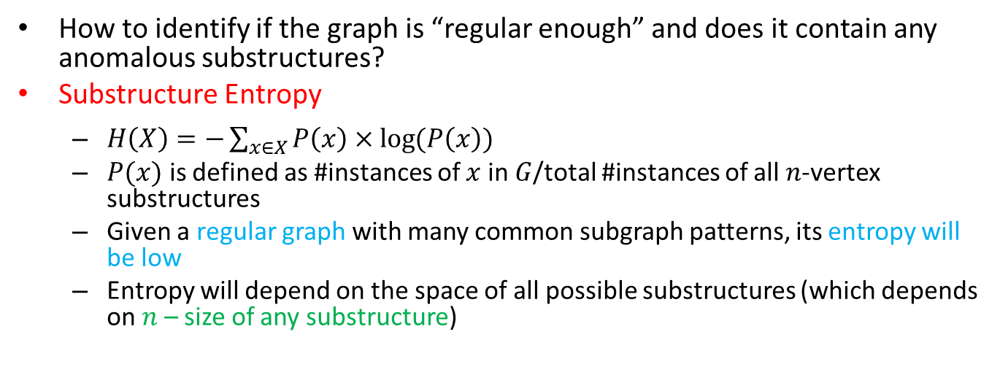 • How to identify if the graph is “regular enough” and does it contain any
anomalous substructures?
• Substructure Entropy
– H(X) = −∑x∈X P(x) × log(P(x))
– P(x) is defined as #instances of x in G/total #instances of all n-vertex
substructures
– Given a regular graph with many common subgraph patterns, its entropy will
be low
– Entropy will depend on the space of all possible substructures (which depends
on n – size of any substructure)